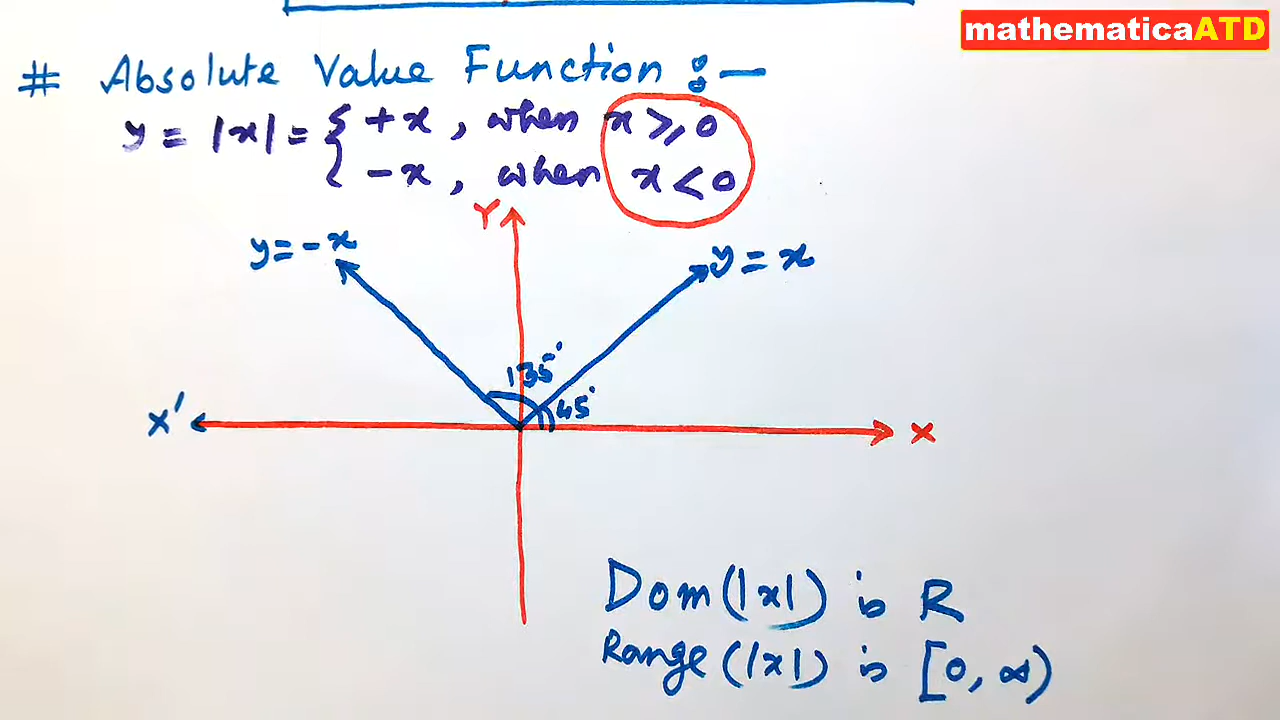 mathematicaATD
# Absolute Value Function :-
y = |x| = { +x, when x ≥ 0
-x, when x < 0
Y
y = -x
y = x
135°
45°
X'
X
Dom(|x|) is R
Range(|x|) is [0, ∞)